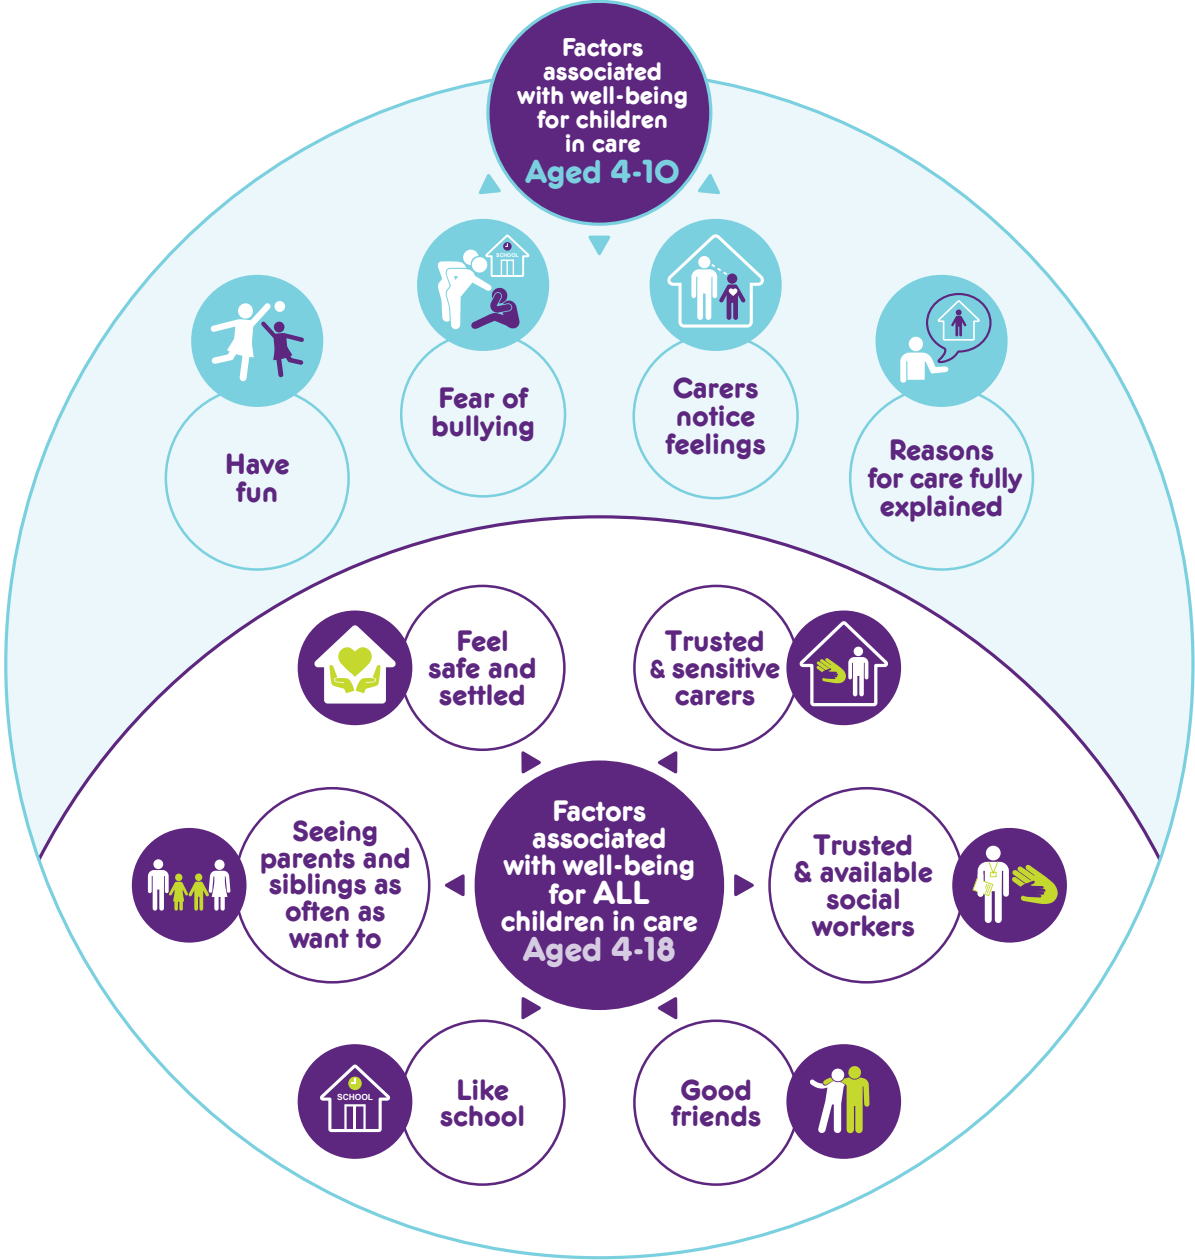 Factors
associated
with well-being
for children
in care
Aged 4-10
SCHOOL
Have
fun
Fear of
bullying
Carers
notice
feelings
Reasons
for care fully
explained
Feel
safe and
settled
Trusted
& sensitive
carers
Seeing
parents and
siblings as
often as
want to
Factors
associated
with well-being
for ALL
children in care
Aged 4-18
Trusted
& available
social
workers
SCHOOL
Like
school
Good
friends